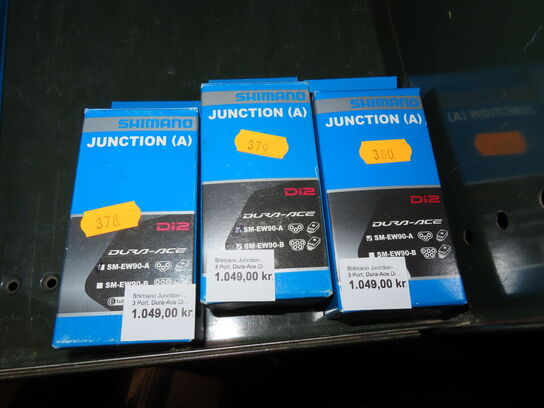 SHIMANO
JUNCTION (A)
378
Di2
DURA-ACE
SM-EW90-A
SM-EW90-B
Shimano Junction-
3 Port, Dura-Ace Di...
1.049,00 kr
SHIMANO
JUNCTION (A)
379
Di2
DURA-ACE
SM-EW90-A
SM-EW90-B
Shimano Junction-
3 Port, Dura-Ace Di...
1.049,00 kr
SHIMANO
JUNCTION (A)
380
Di2
DURA-ACE
SM-EW90-A
SM-EW90-B
Shimano Junction-
3 Port, Dura-Ace Di...
1.049,00 kr